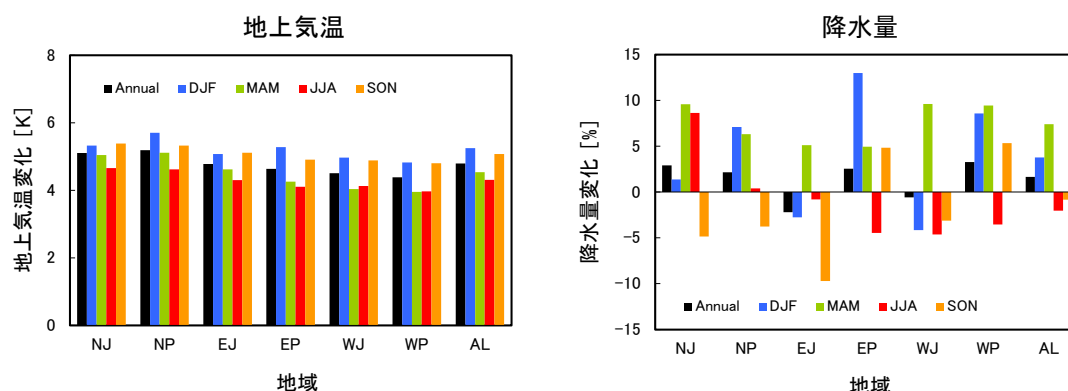 地上気温
8
6
4
2
0
地上気温変化 [K]
Annual DJF MAM JJA SON
NJ NP EJ EP WJ WP AL
地域
降水量
15
10
5
0
−5
−10
−15
降水量変化 [%]
Annual DJF MAM JJA SON
NJ NP EJ EP WJ WP AL
地域